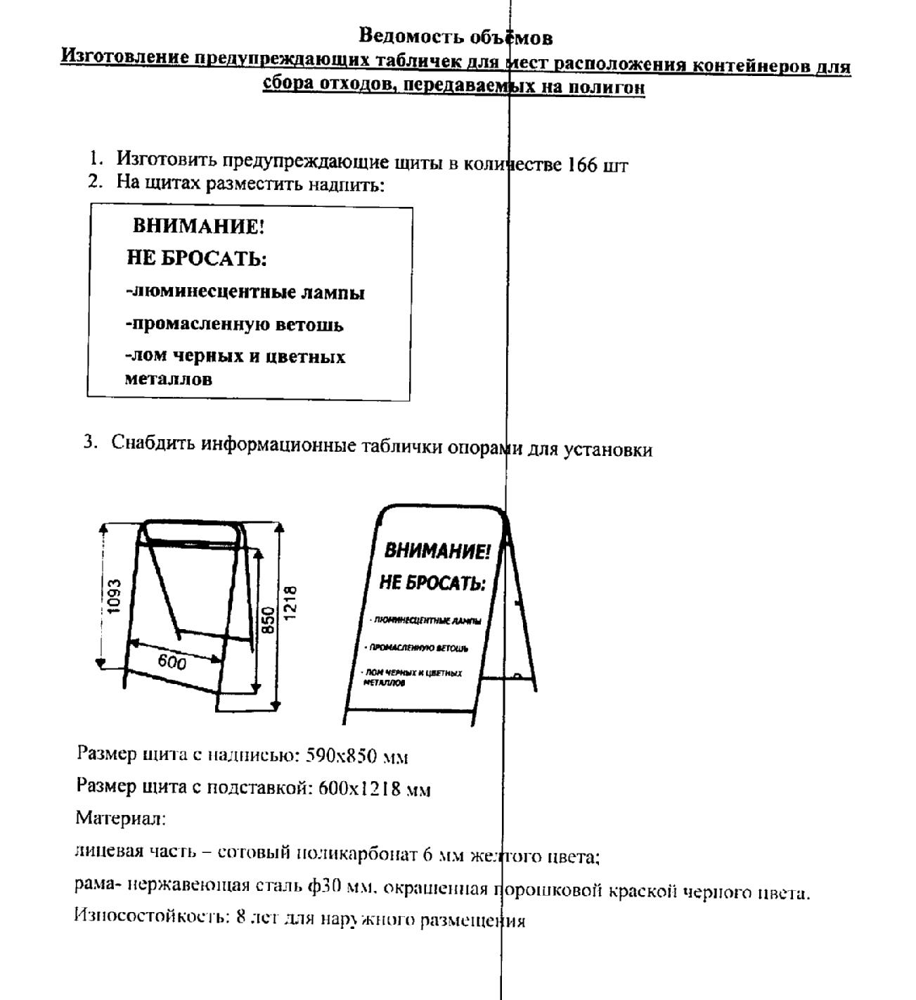 Ведомость объёмов
Изготовление предупреждающих табличек для мест расположения контейнеров для
сбора отходов, передаваемых на полигон
1. Изготовить предупреждающие щиты в количестве 166 шт
2. На щитах разместить надпить:
ВНИМАНИЕ!
НЕ БРОСАТЬ:
-люминесцентные лампы
-промасленную ветошь
-лом черных и цветных
металлов
3. Снабдить информационные таблички опорами для установки
1093
600
850
1218
ВНИМАНИЕ!
НЕ БРОСАТЬ:
- ЛЮМИНЕСЦЕНТНЫЕ ЛАМПЫ
- ПРОМАСЛЕННУЮ ВЕТОШЬ
- ЛОМ ЧЕРНЫХ И ЦВЕТНЫХ
МЕТАЛЛОВ
Размер щита с надписью: 590х850 мм
Размер щита с подставкой: 600х1218 мм
Материал:
лицевая часть – сотовый поликарбонат 6 мм желтого цвета;
рама- нержавеющая сталь ф30 мм, окрашенная порошковой краской черного цвета.
Износостойкость: 8 лет для наружного размещения